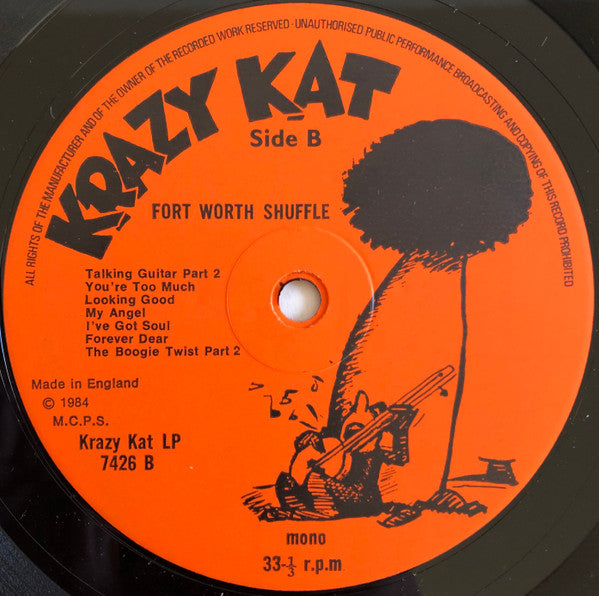 ALL RIGHTS OF THE MANUFACTURER AND OF THE OWNER OF THE RECORDED WORK RESERVED - UNAUTHORISED PUBLIC PERFORMANCE BROADCASTING AND COPYING OF THIS RECORD PROHIBITED
KRAZY KAT
Side B
FORT WORTH SHUFFLE
Talking Guitar Part 2
You're Too Much
Looking Good
My Angel
I've Got Soul
Forever Dear
The Boogie Twist Part 2
Made in England
© 1984
M.C.P.S.
Krazy Kat LP
7426 B
mono
33-⅓ r.p.m